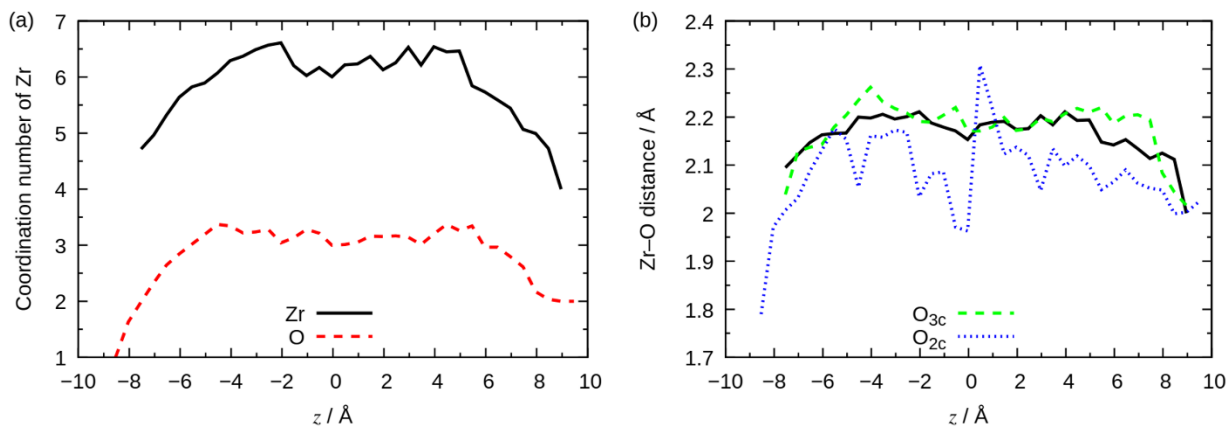 (a)
Coordination number of Zr
7
6
5
4
3
2
1
Zr
O
−10 −8 −6 −4 −2 0 2 4 6 8 10
z / Å
(b)
Zr–O distance / Å
2.4
2.3
2.2
2.1
2
1.9
1.8
1.7
O3c
O2c
−10 −8 −6 −4 −2 0 2 4 6 8 10
z / Å